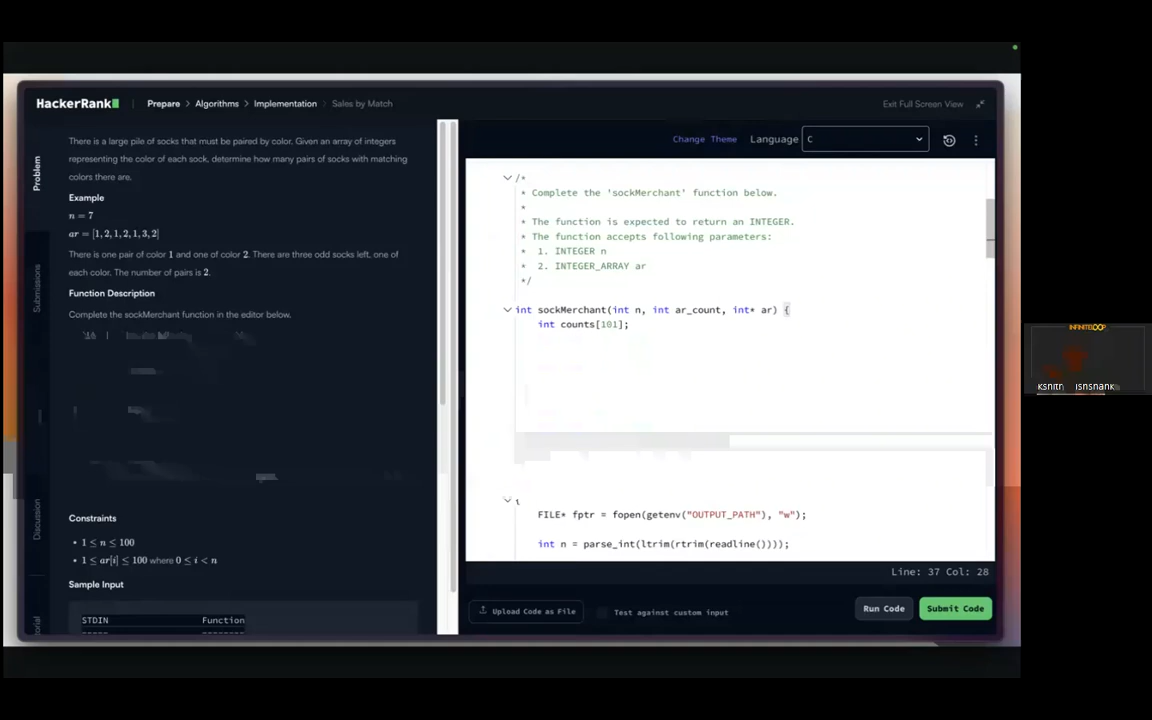 HackerRank
Prepare > Algorithms > Implementation > Sales by Match
Exit Full Screen View
Problem
Submissions
Discussion
There is a large pile of socks that must be paired by color. Given an array of integers
representing the color of each sock, determine how many pairs of socks with matching
colors there are.
Example
n = 7
ar = [1, 2, 1, 2, 1, 3, 2]
There is one pair of color 1 and one of color 2. There are three odd socks left, one of
each color. The number of pairs is 2.
Function Description
Complete the sockMerchant function in the editor below.
Constraints
• 1 ≤ n ≤ 100
• 1 ≤ ar[i] ≤ 100 where 0 ≤ i < n
Sample Input
STDIN Function
Change Theme Language C
/*
* Complete the 'sockMerchant' function below.
*
* The function is expected to return an INTEGER.
* The function accepts following parameters:
* 1. INTEGER n
* 2. INTEGER_ARRAY ar
*/
int sockMerchant(int n, int ar_count, int* ar) {
int counts[101];
FILE* fptr = fopen(getenv("OUTPUT_PATH"), "w");
int n = parse_int(ltrim(rtrim(readline())));
Line: 37 Col: 28
Upload Code as File
Test against custom input
Run Code
Submit Code
INFINITELOOP